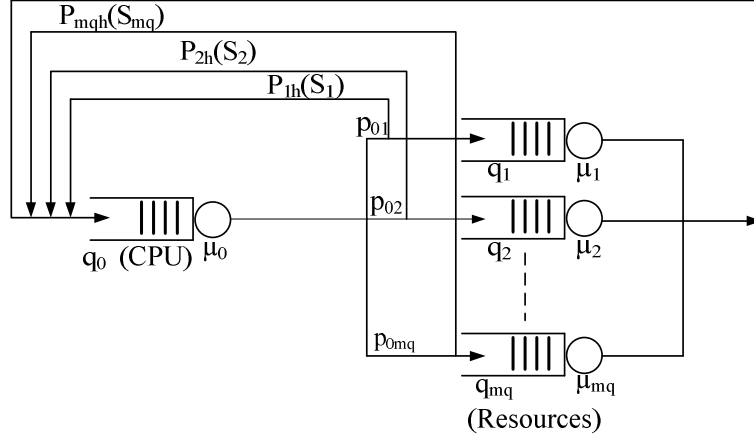 P_mqh(S_mq)
P_2h(S_2)
P_1h(S_1)
p_01
q_1
μ_1
p_02
q_0
(CPU)
μ_0
q_2
μ_2
p_0mq
q_mq
μ_mq
(Resources)